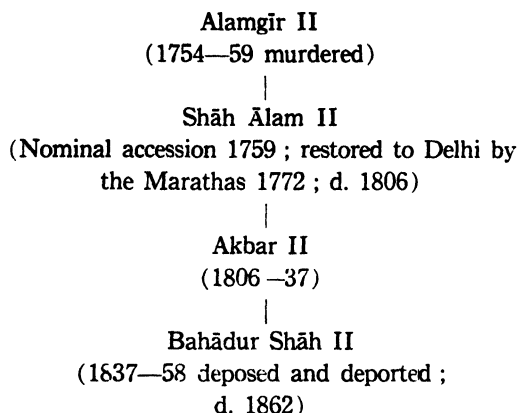 Alamgīr II
(1754—59 murdered)
Shāh Ālam II
(Nominal accession 1759 ; restored to Delhi by
the Marathas 1772 ; d. 1806)
Akbar II
(1806 –37)
Bahādur Shāh II
(1837—58 deposed and deported ;
d. 1862)